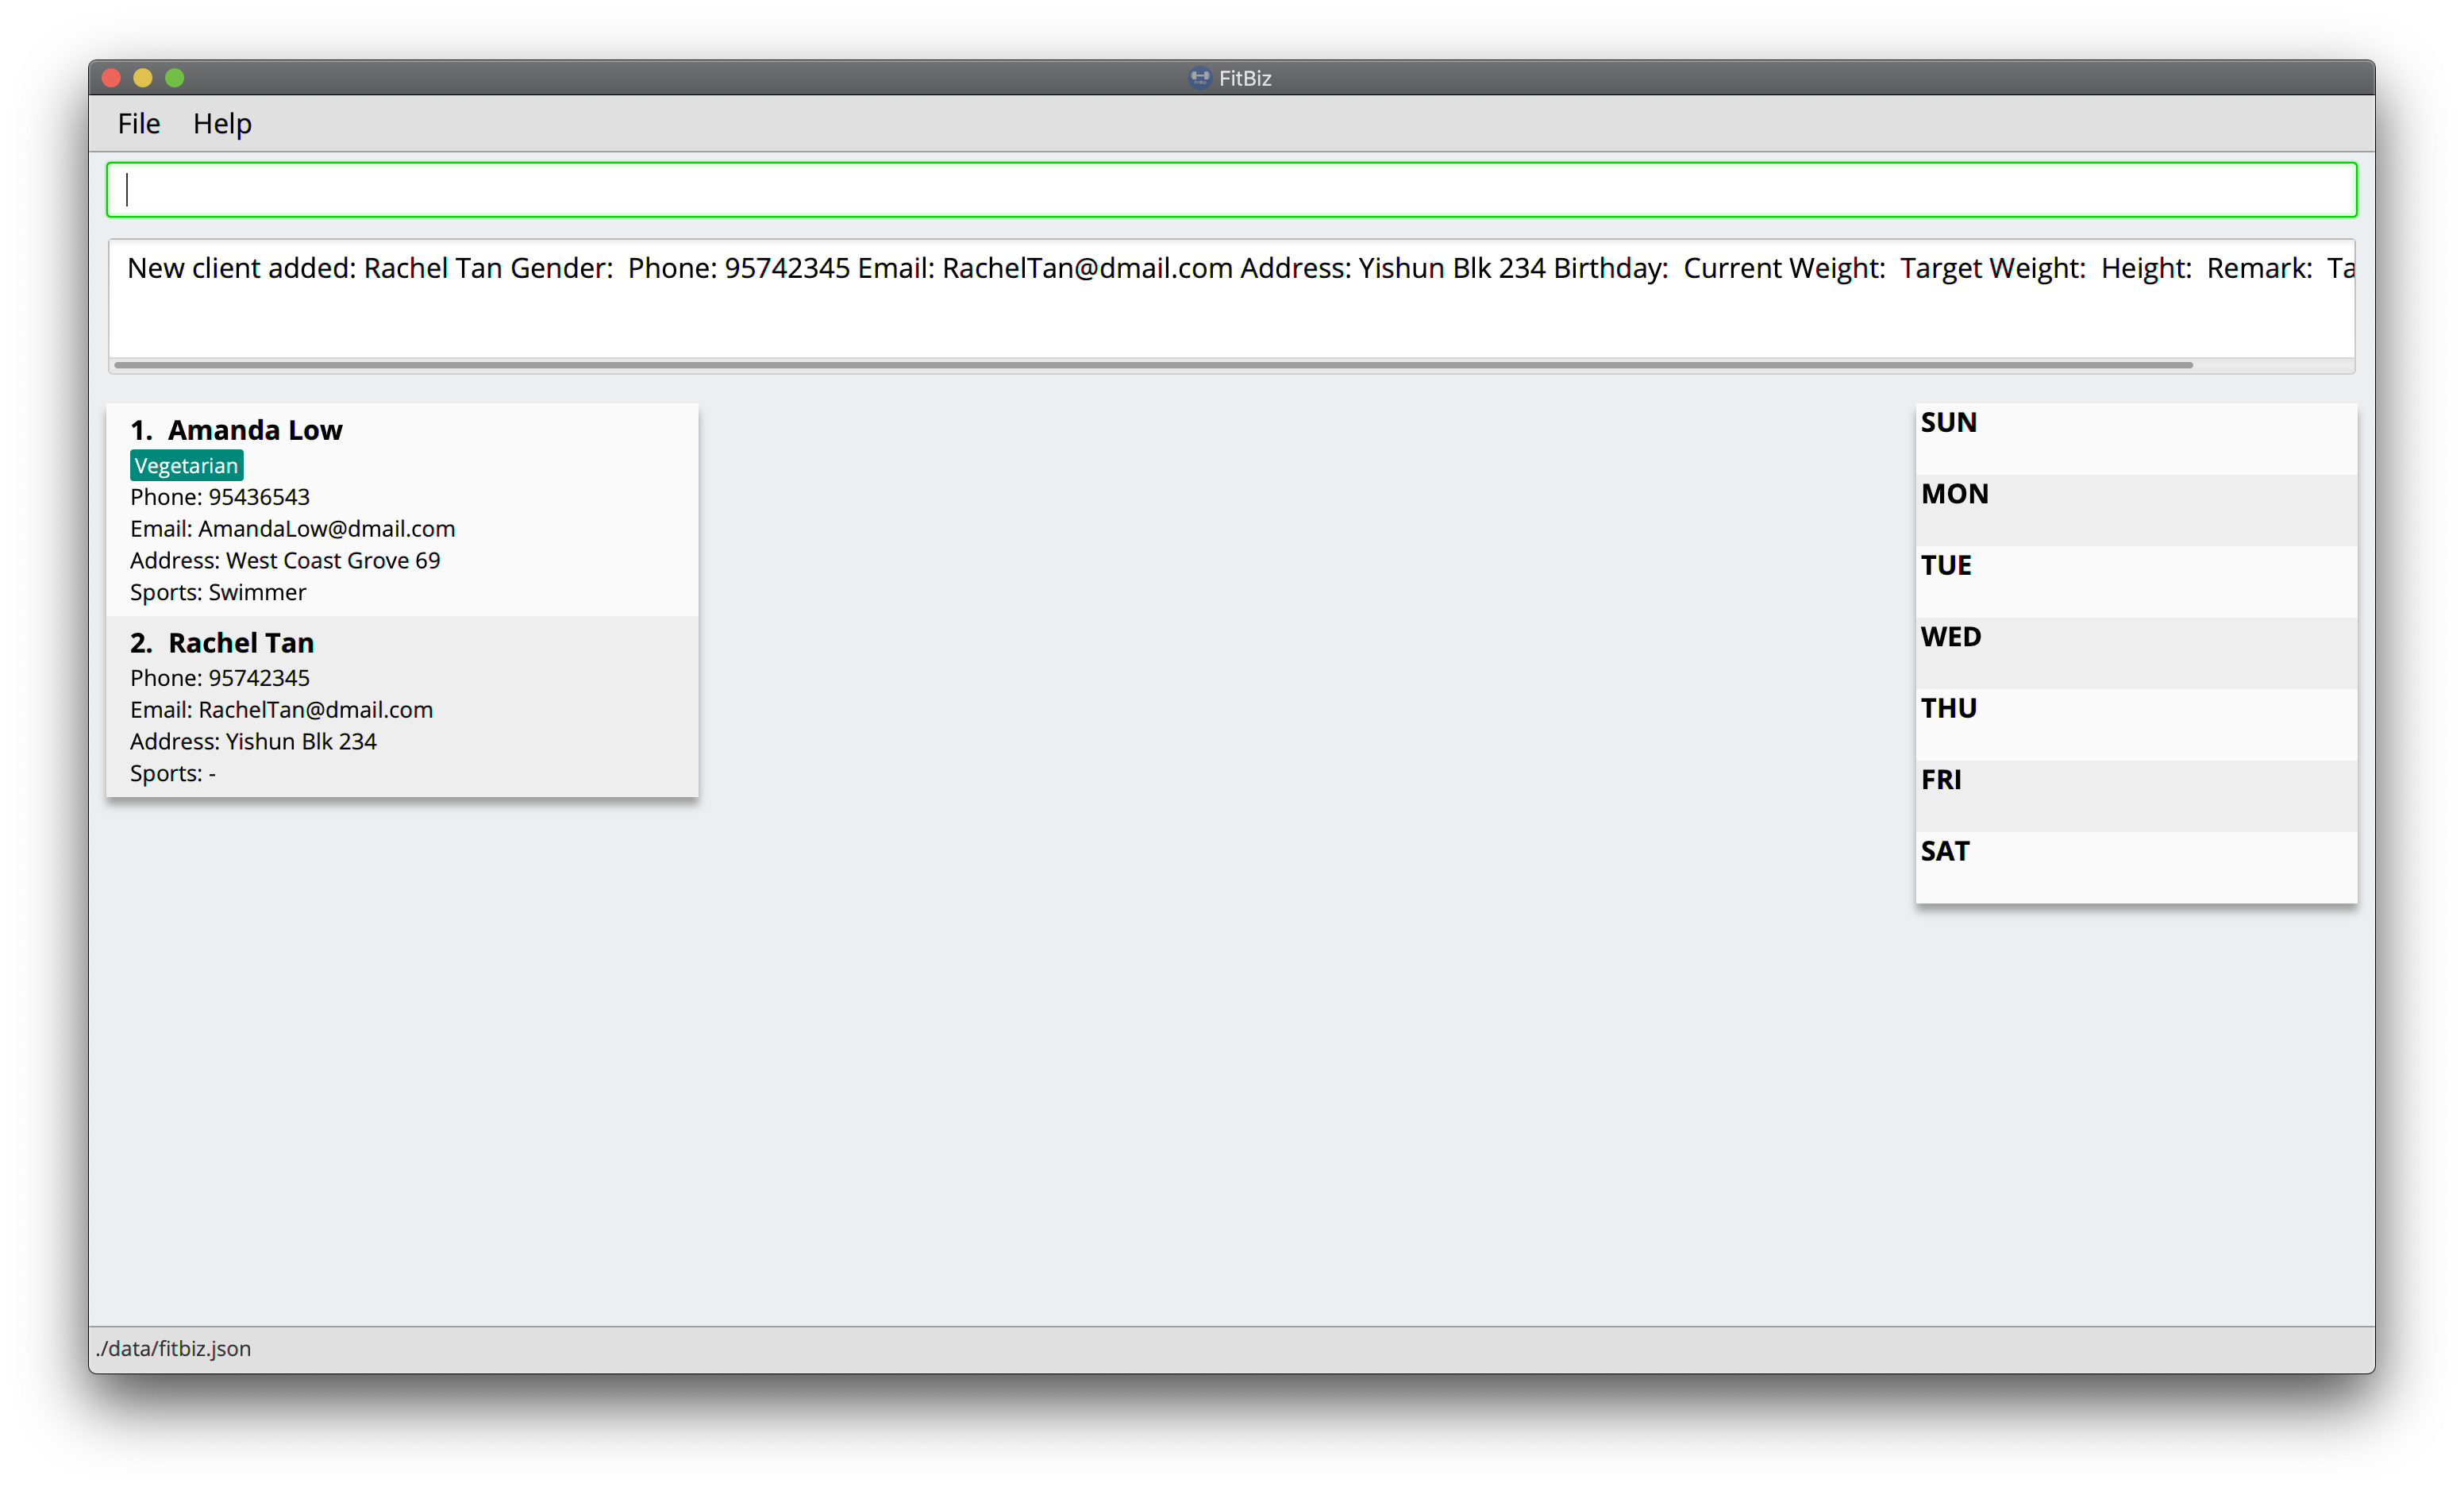 FitBiz
File Help
New client added: Rachel Tan Gender:  Phone: 95742345 Email: RachelTan@dmail.com Address: Yishun Blk 234 Birthday:  Current Weight:  Target Weight:  Height:  Remark:  Ta
1. Amanda Low
Vegetarian
Phone: 95436543
Email: AmandaLow@dmail.com
Address: West Coast Grove 69
Sports: Swimmer
2. Rachel Tan
Phone: 95742345
Email: RachelTan@dmail.com
Address: Yishun Blk 234
Sports: -
SUN
MON
TUE
WED
THU
FRI
SAT
./data/fitbiz.json